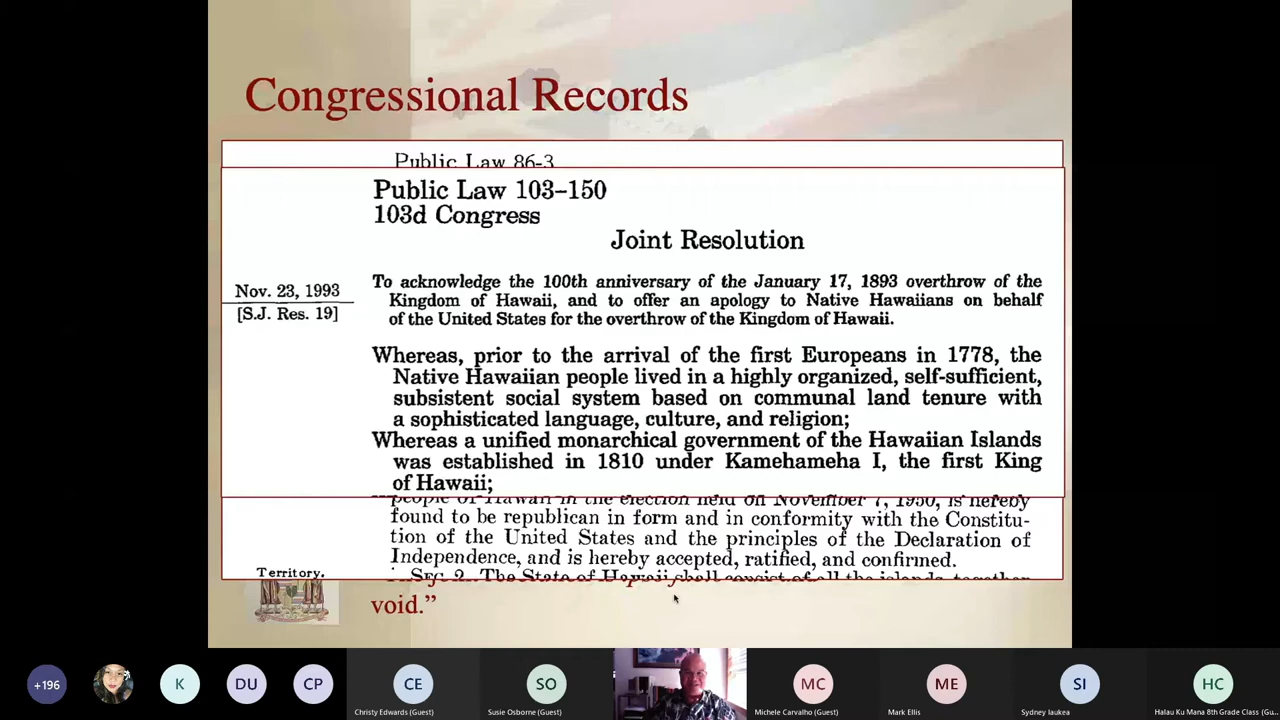 Congressional Records
Public Law 86-3
Public Law 103-150
103d Congress
Joint Resolution
Nov. 23, 1993
[S.J. Res. 19]
To acknowledge the 100th anniversary of the January 17, 1893 overthrow of the
Kingdom of Hawaii, and to offer an apology to Native Hawaiians on behalf
of the United States for the overthrow of the Kingdom of Hawaii.
Whereas, prior to the arrival of the first Europeans in 1778, the
Native Hawaiian people lived in a highly organized, self-sufficient,
subsistent social system based on communal land tenure with
a sophisticated language, culture, and religion;
Whereas a unified monarchical government of the Hawaiian Islands
was established in 1810 under Kamehameha I, the first King
of Hawaii;
people of Hawaii in the election held on November 7, 1950, is hereby
found to be republican in form and in conformity with the Constitu-
tion of the United States and the principles of the Declaration of
Independence, and is hereby accepted, ratified, and confirmed.
Territory.
SEC. 2. The State of Hawaii shall consist of all the islands, together
void.”
+196
K
DU
CP
CE
Christy Edwards (Guest)
SO
Susie Osborne (Guest)
MC
Michele Carvalho (Guest)
ME
Mark Ellis
SI
Sydney Iaukea
HC
Halau Ku Mana 8th Grade Class (Gu...